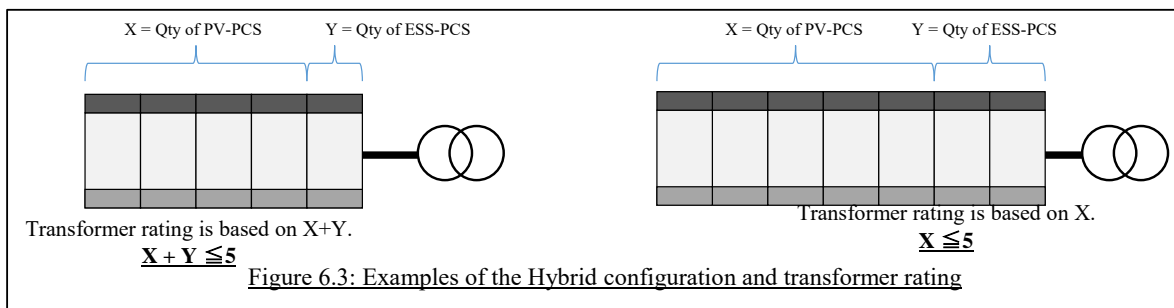 X = Qty of PV-PCS
Y = Qty of ESS-PCS
Transformer rating is based on X+Y.
X + Y ≦5
X = Qty of PV-PCS
Y = Qty of ESS-PCS
Transformer rating is based on X.
X ≦5
Figure 6.3: Examples of the Hybrid configuration and transformer rating